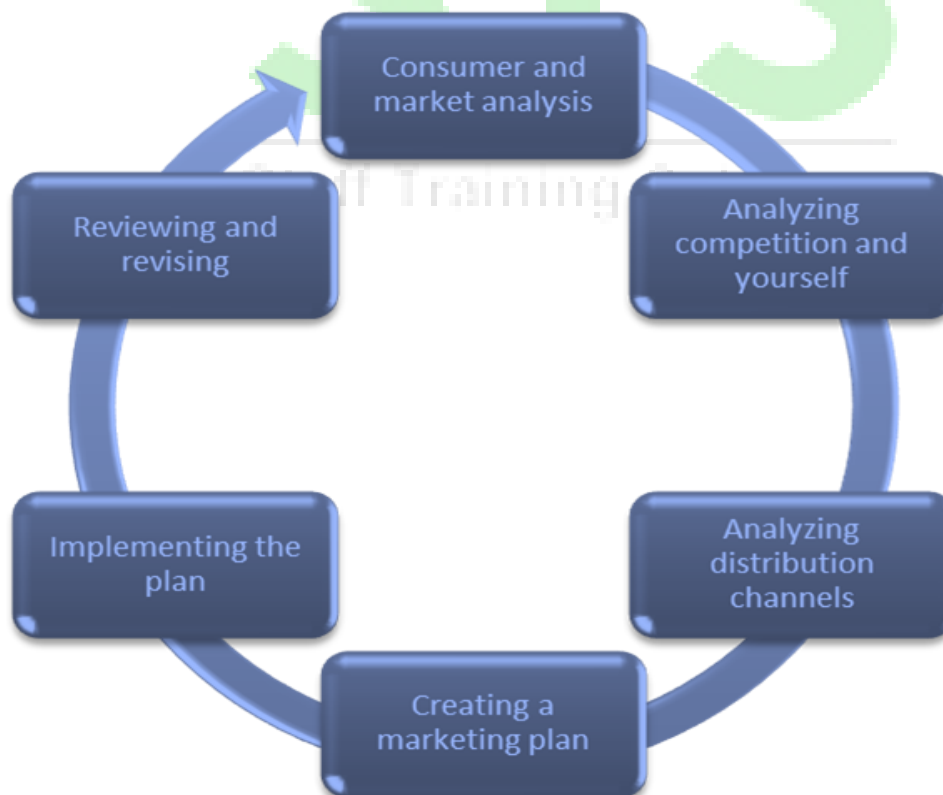 Consumer and
market analysis
Analyzing
competition and
yourself
Analyzing
distribution
channels
Creating a
marketing plan
Implementing the
plan
Reviewing and
revising
Training